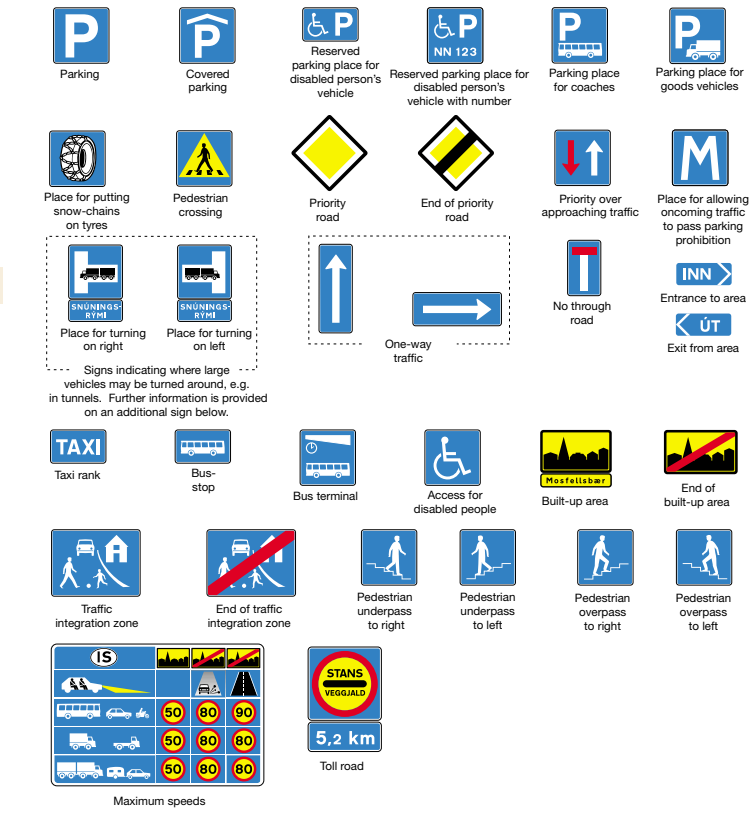 P
P
P
P
NN 123
P
P
Parking
Covered
parking
Reserved
parking place for
disabled person's
vehicle
Reserved parking place for
disabled person's
vehicle with number
Parking place
for coaches
Parking place for
goods vehicles
M
Place for putting
snow-chains
on tyres
Pedestrian
crossing
Priority
road
End of priority
road
Priority over
approaching traffic
Place for allowing
oncoming traffic
to pass parking
prohibition
SNÚNINGS-
RÝMI
SNÚNINGS-
RÝMI
Place for turning
on right
Place for turning
on left
Signs indicating where large
vehicles may be turned around, e.g.
in tunnels. Further information is provided
on an additional sign below.
One-way
traffic
No through
road
INN
Entrance to area
ÚT
Exit from area
TAXI
Taxi rank
Bus-
stop
Bus terminal
Access for
disabled people
Mosfellsbær
Built-up area
End of
built-up area
Traffic
integration zone
End of traffic
integration zone
Pedestrian
underpass
to right
Pedestrian
underpass
to left
Pedestrian
overpass
to right
Pedestrian
overpass
to left
IS
50 80 90
50 80 80
50 80 80
Maximum speeds
STANS
VEGGJALD
5,2 km
Toll road